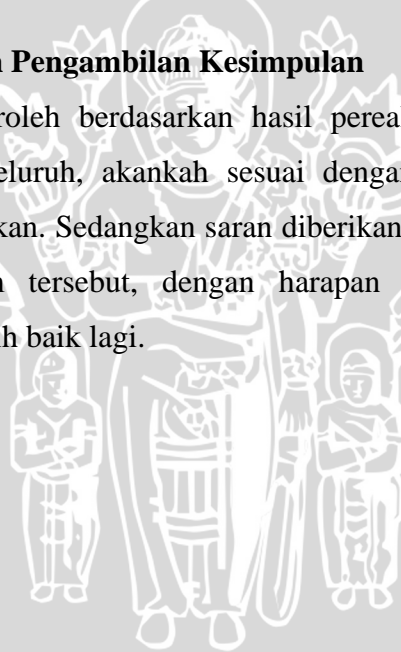 Pengambilan Kesimpulan
roleh berdasarkan hasil perea
eluruh, akankah sesuai denga
kan. Sedangkan saran diberikan
tersebut, dengan harapan
h baik lagi.